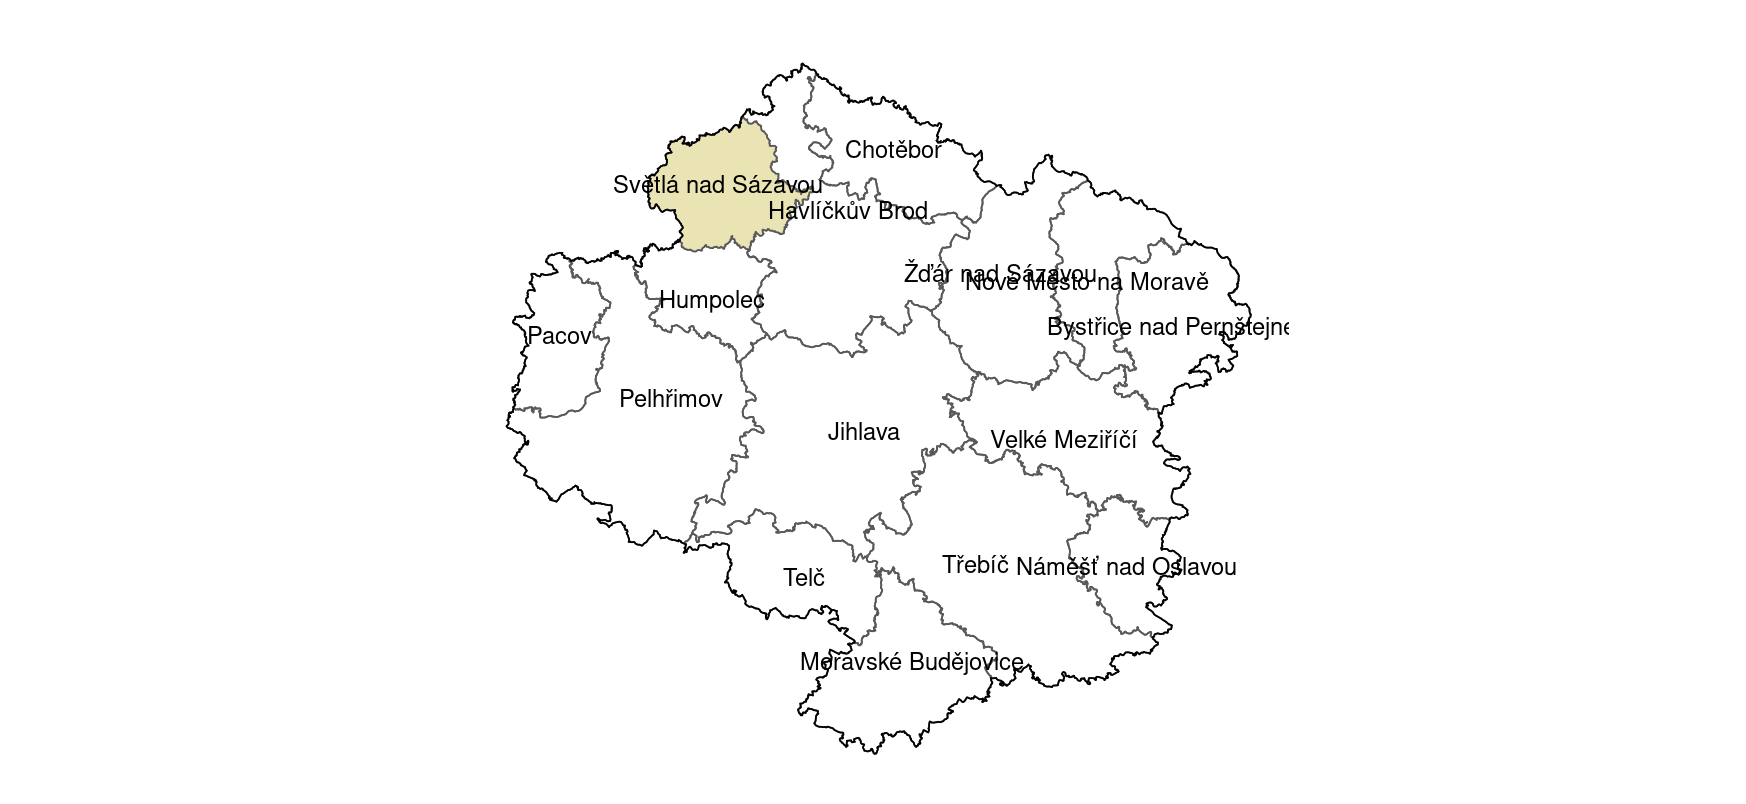 Chotěboř
Světlá nad Sázavou
Havlíčkův Brod
Žďár nad Sázavou
Nové Město na Moravě
Humpolec
Bystřice nad Pernštejne
Pacov
Pelhřimov
Jihlava
Velké Meziříčí
Třebíč
Náměšť nad Oslavou
Telč
Moravské Budějovice